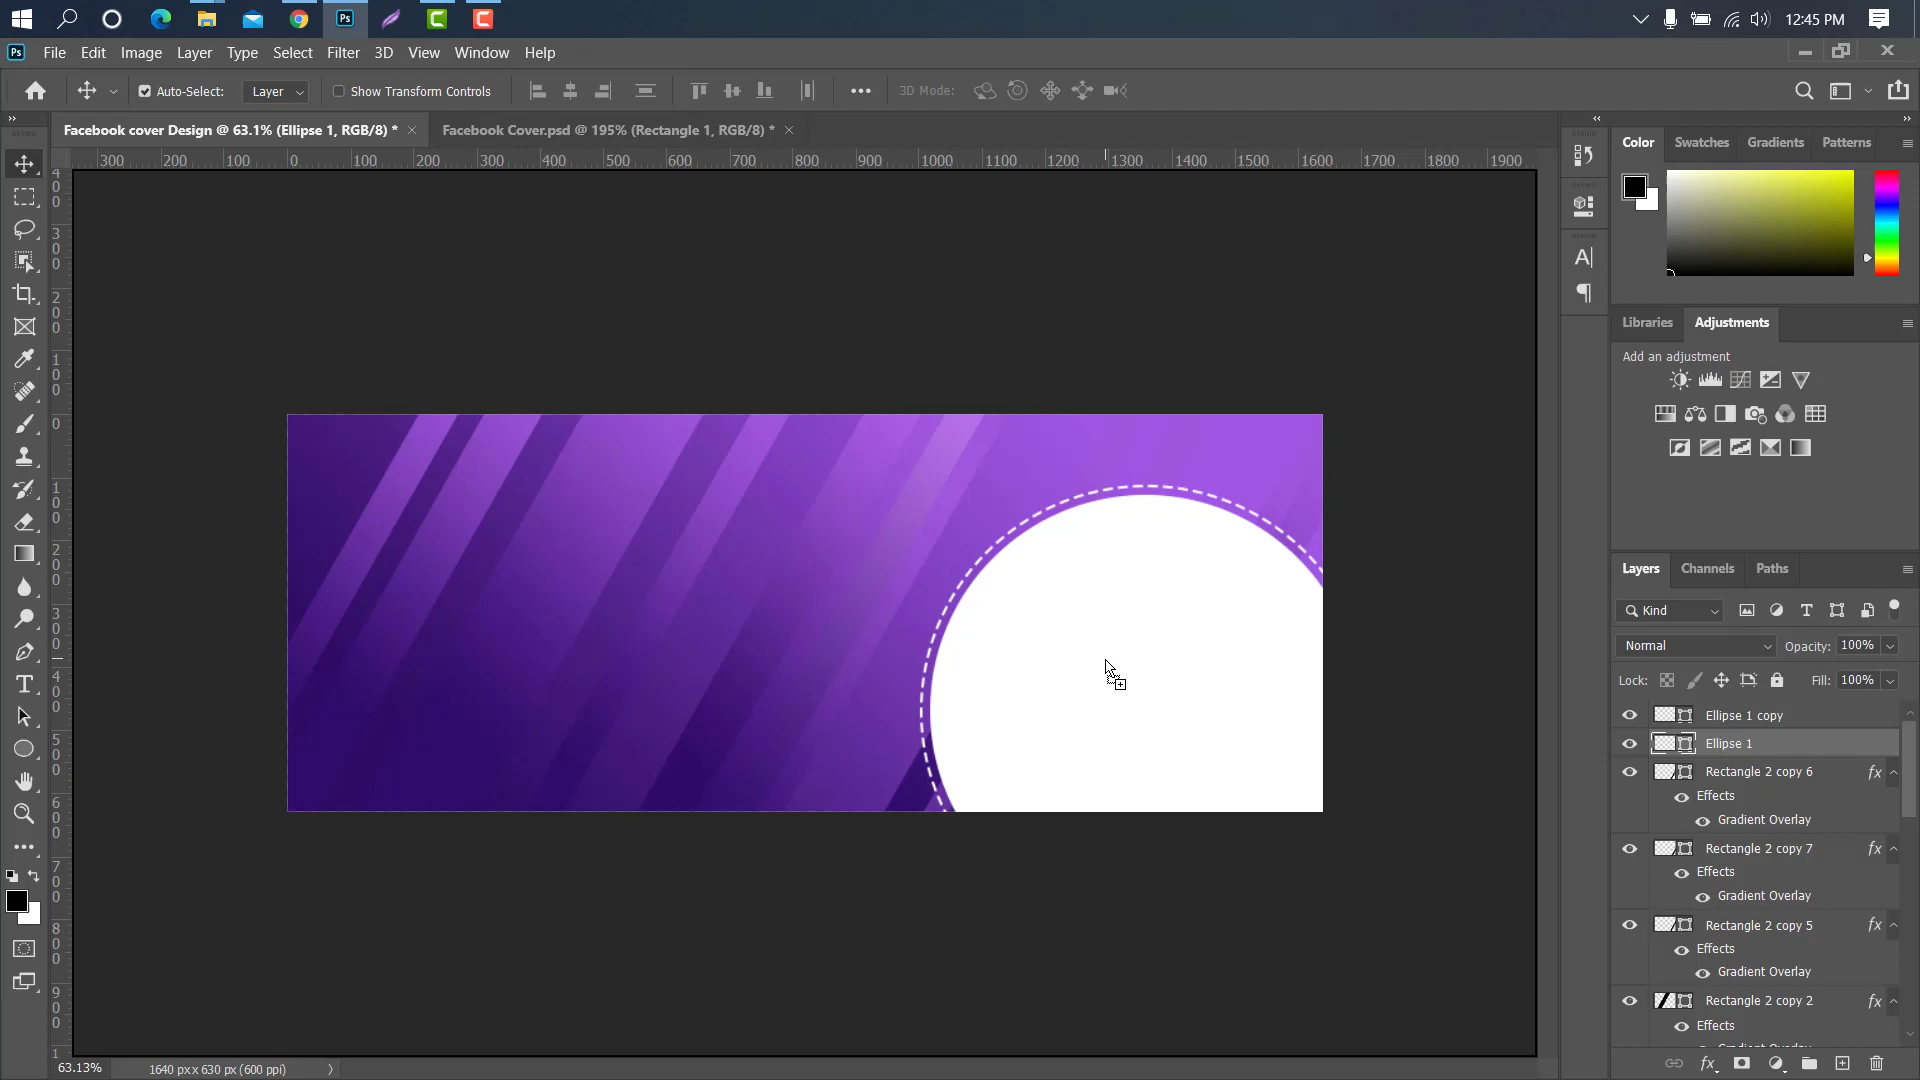 12:45 PM
Ps File Edit Image Layer Type Select Filter 3D View Window Help
Auto-Select: Layer Show Transform Controls 3D Mode:
Facebook cover Design @ 63.1% (Ellipse 1, RGB/8) * Facebook Cover.psd @ 195% (Rectangle 1, RGB/8) *
300 200 100 0 100 200 300 400 500 600 700 800 900 1000 1100 1200 1300 1400 1500 1600 1700 1800 1900
Color Swatches Gradients Patterns
Libraries Adjustments
Add an adjustment
Layers Channels Paths
Kind
Normal Opacity: 100%
Lock: Fill: 100%
Ellipse 1 copy
Ellipse 1
Rectangle 2 copy 6 fx
Effects
Gradient Overlay
Rectangle 2 copy 7 fx
Effects
Gradient Overlay
Rectangle 2 copy 5 fx
Effects
Gradient Overlay
Rectangle 2 copy 2 fx
Effects
63.13% 1640 px x 630 px (600 ppi)